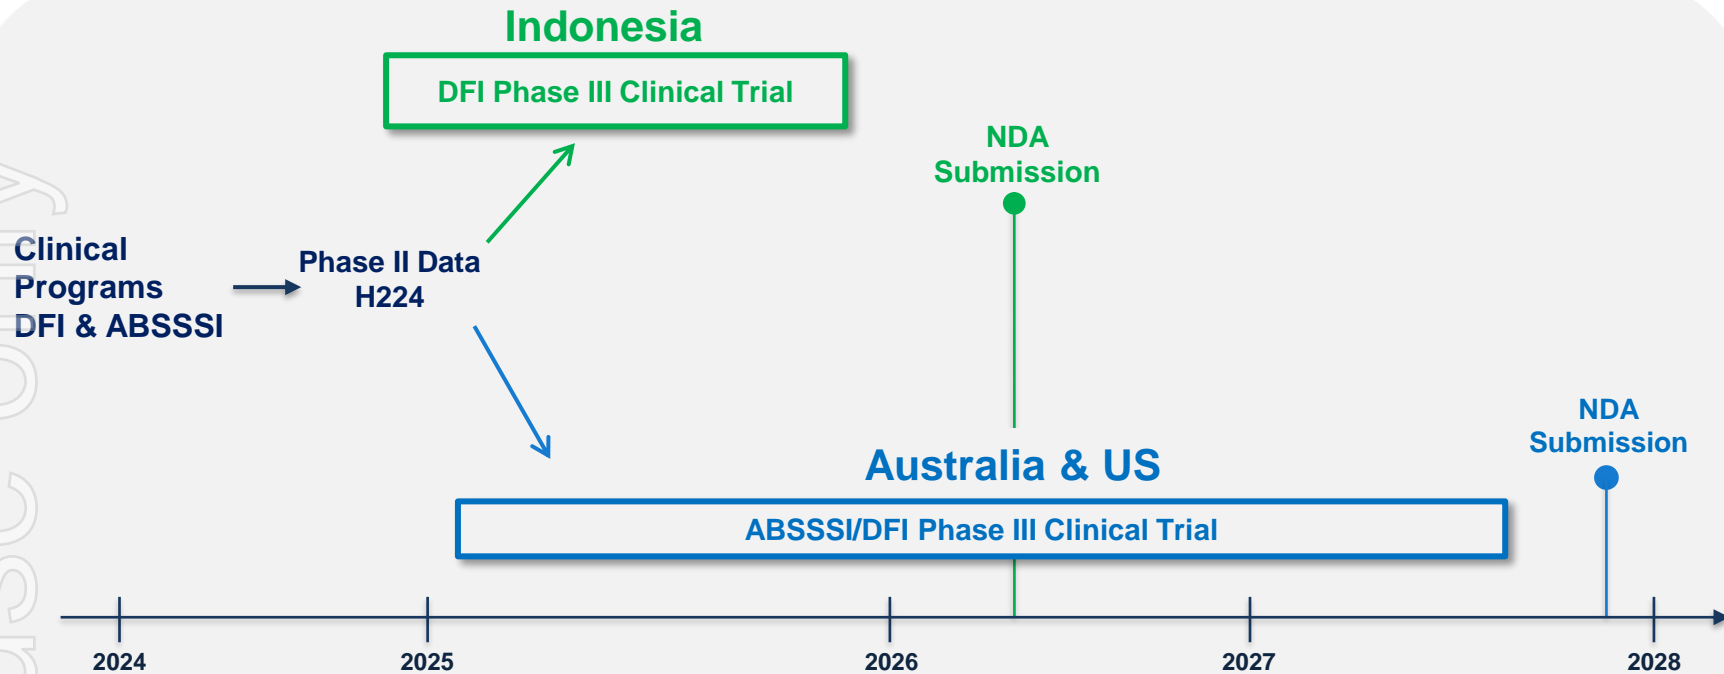 Indonesia
DFI Phase III Clinical Trial
NDA
Submission
Clinical
Programs
DFI & ABSSSI
Phase II Data
H224
NDA
Submission
Australia & US
ABSSSI/DFI Phase III Clinical Trial
2024
2025
2026
2027
2028